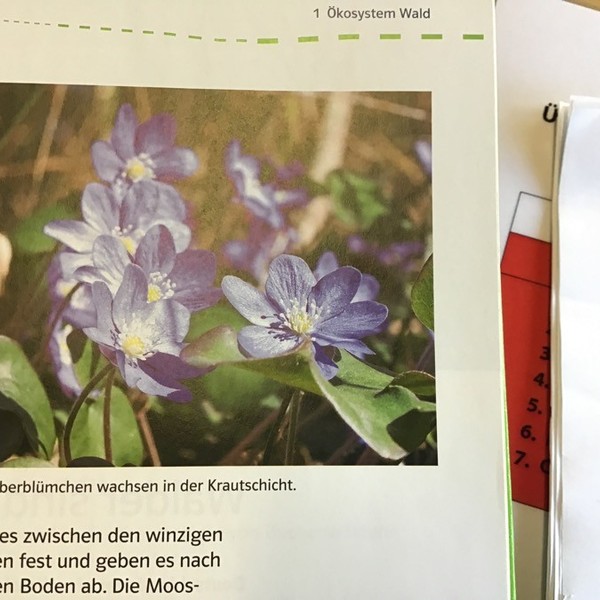 1 Ökosystem Wald
berblümchen wachsen in der Krautschicht.
es zwischen den winzigen
en fest und geben es nach
en Boden ab. Die Moos-
Ü
3
4.
5.
6.
7.